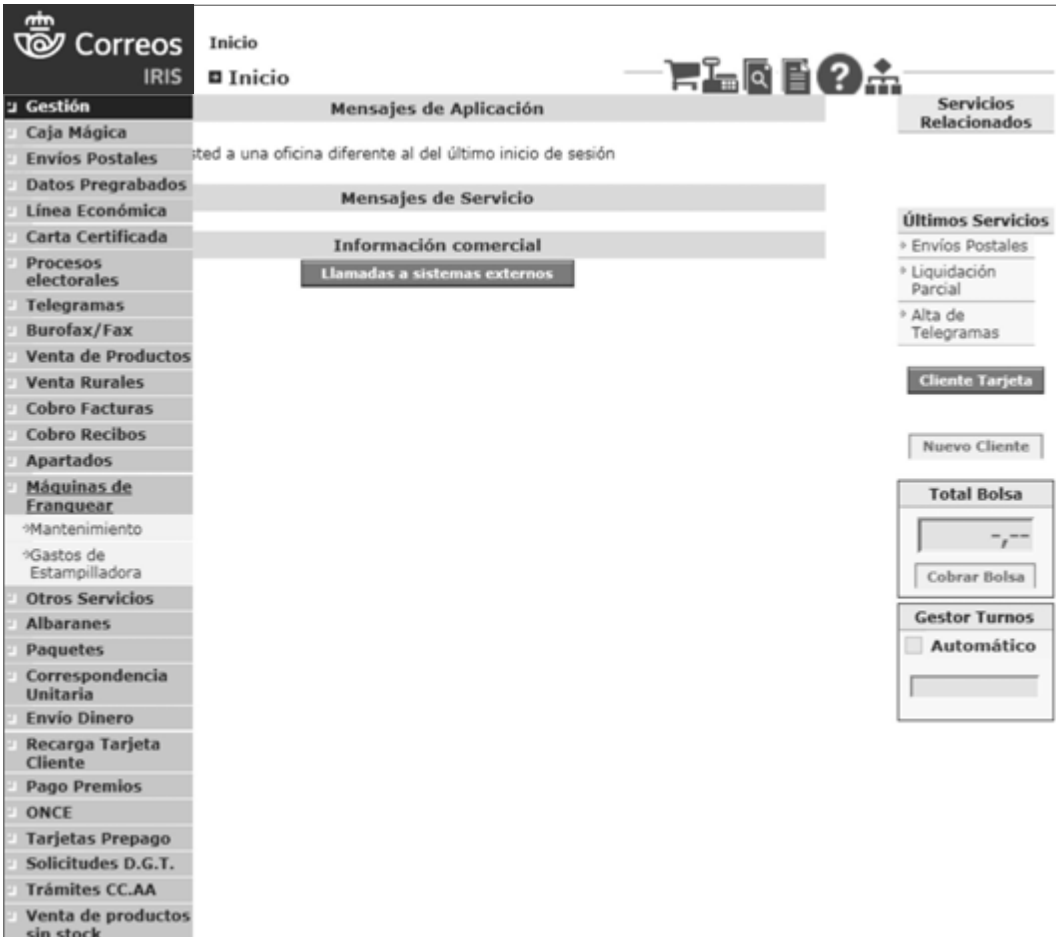 Correos
IRIS
Inicio
Inicio
Gestión
Caja Mágica
Envíos Postales
Datos Pregrabados
Línea Económica
Carta Certificada
Procesos
electorales
Telegramas
Burofax/Fax
Venta de Productos
Venta Rurales
Cobro Facturas
Cobro Recibos
Apartados
Máquinas de
Franquear
Mantenimiento
Gastos de
Estampilladora
Otros Servicios
Albaranes
Paquetes
Correspondencia
Unitaria
Envío Dinero
Recarga Tarjeta
Cliente
Pago Premios
ONCE
Tarjetas Prepago
Solicitudes D.G.T.
Trámites CC.AA
Venta de productos
sin stock
Mensajes de Aplicación
sted a una oficina diferente al del último inicio de sesión
Mensajes de Servicio
Información comercial
Llamadas a sistemas externos
Servicios
Relacionados
Últimos Servicios
Envíos Postales
Liquidación
Parcial
Alta de
Telegramas
Cliente Tarjeta
Nuevo Cliente
Total Bolsa
-,--
Cobrar Bolsa
Gestor Turnos
Automático